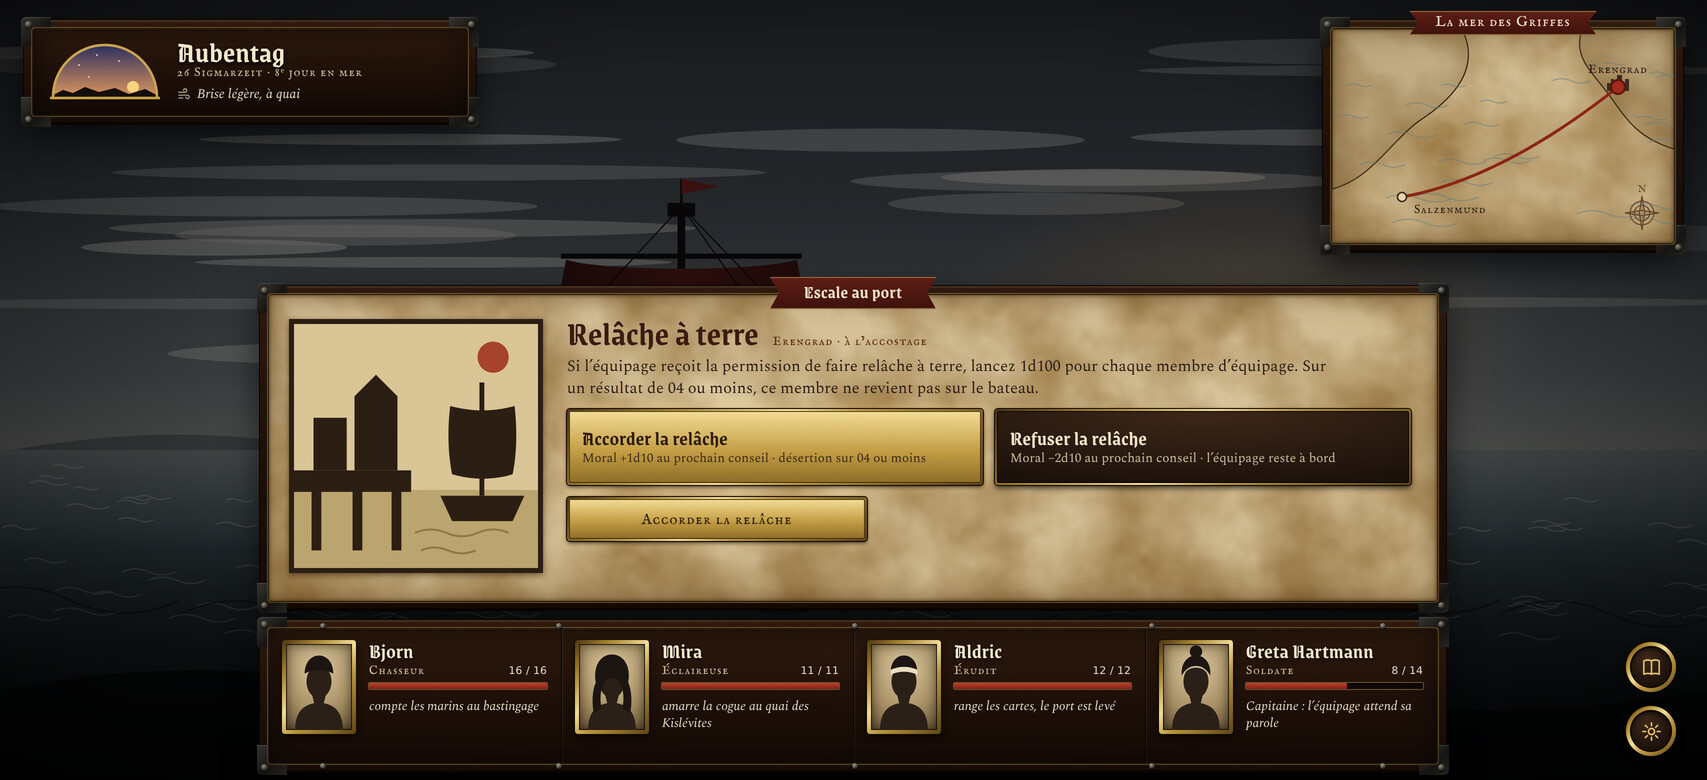 Aubentag
26 Sigmarzeit · 8e jour en mer
Brise légère, à quai
La mer des Griffes
Erengrad
N
Salzenmund
Escale au port
Relâche à terre Erengrad · à l'accostage
Si l'équipage reçoit la permission de faire relâche à terre, lancez 1d100 pour chaque membre d'équipage. Sur
un résultat de 04 ou moins, ce membre ne revient pas sur le bateau.
Accorder la relâche
Moral +1d10 au prochain conseil · désertion sur 04 ou moins
Refuser la relâche
Moral −2d10 au prochain conseil · l'équipage reste à bord
Accorder la relâche
Bjorn
Chasseur 16 / 16
compte les marins au bastingage
Mira
Éclaireuse 11 / 11
amarre la cogue au quai des
Kislévites
Aldric
Érudit 12 / 12
range les cartes, le port est levé
Greta Hartmann
Soldate 8 / 14
Capitaine : l'équipage attend sa
parole